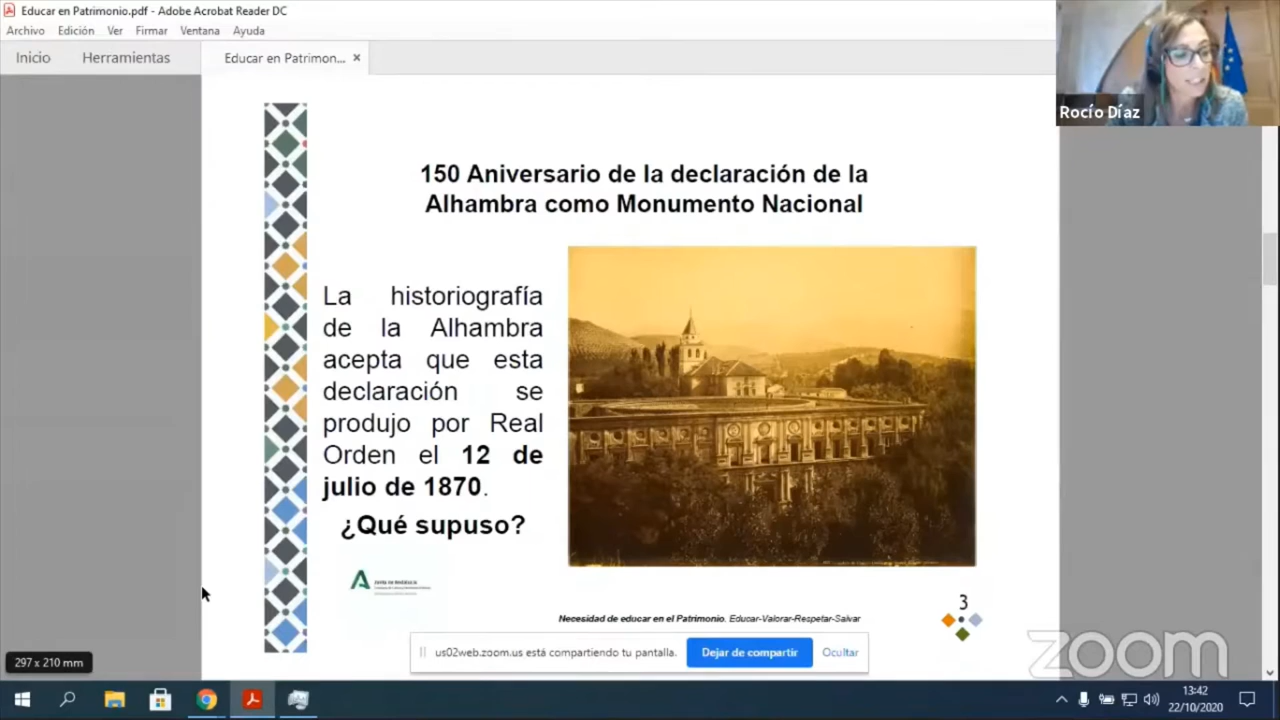 Educar en Patrimonio.pdf - Adobe Acrobat Reader DC
Archivo Edición Ver Firmar Ventana Ayuda
Inicio Herramientas Educar en Patrimon...
Rocío Díaz
150 Aniversario de la declaración de la
Alhambra como Monumento Nacional
La historiografía
de la Alhambra
acepta que esta
declaración se
produjo por Real
Orden el 12 de
julio de 1870.
¿Qué supuso?
3
Necesidad de educar en el Patrimonio. Educar-Valorar-Respetar-Salvar
us02web.zoom.us está compartiendo tu pantalla. Dejar de compartir Ocultar
297 x 210 mm
zoom
13:42
22/10/2020